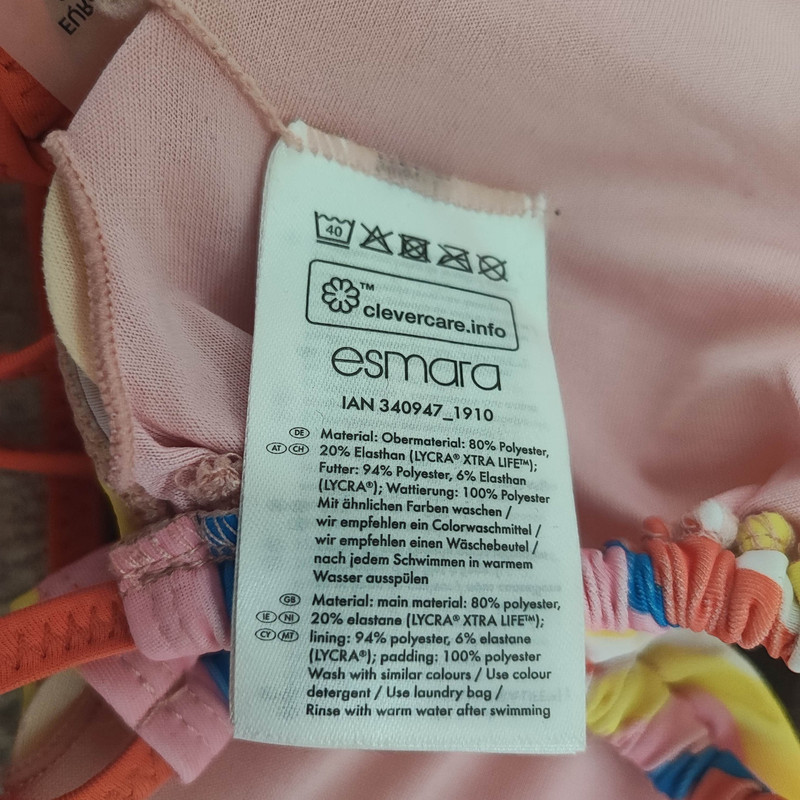 EUR
40
TM
clevercare.info
esmara
IAN 340947_1910
DE Material: Obermaterial: 80% Polyester,
AT CH 20% Elasthan (LYCRA® XTRA LIFE™);
Futter: 94% Polyester, 6% Elasthan
(LYCRA®); Wattierung: 100% Polyester
Mit ähnlichen Farben waschen /
wir empfehlen ein Colorwaschmittel /
wir empfehlen einen Wäschebeutel /
nach jedem Schwimmen in warmem
Wasser ausspülen
GB Material: main material: 80% polyester,
IE NI 20% elastane (LYCRA® XTRA LIFE™);
CY MT lining: 94% polyester, 6% elastane
(LYCRA®); padding: 100% polyester
Wash with similar colours / Use colour
detergent / Use laundry bag /
Rinse with warm water after swimming